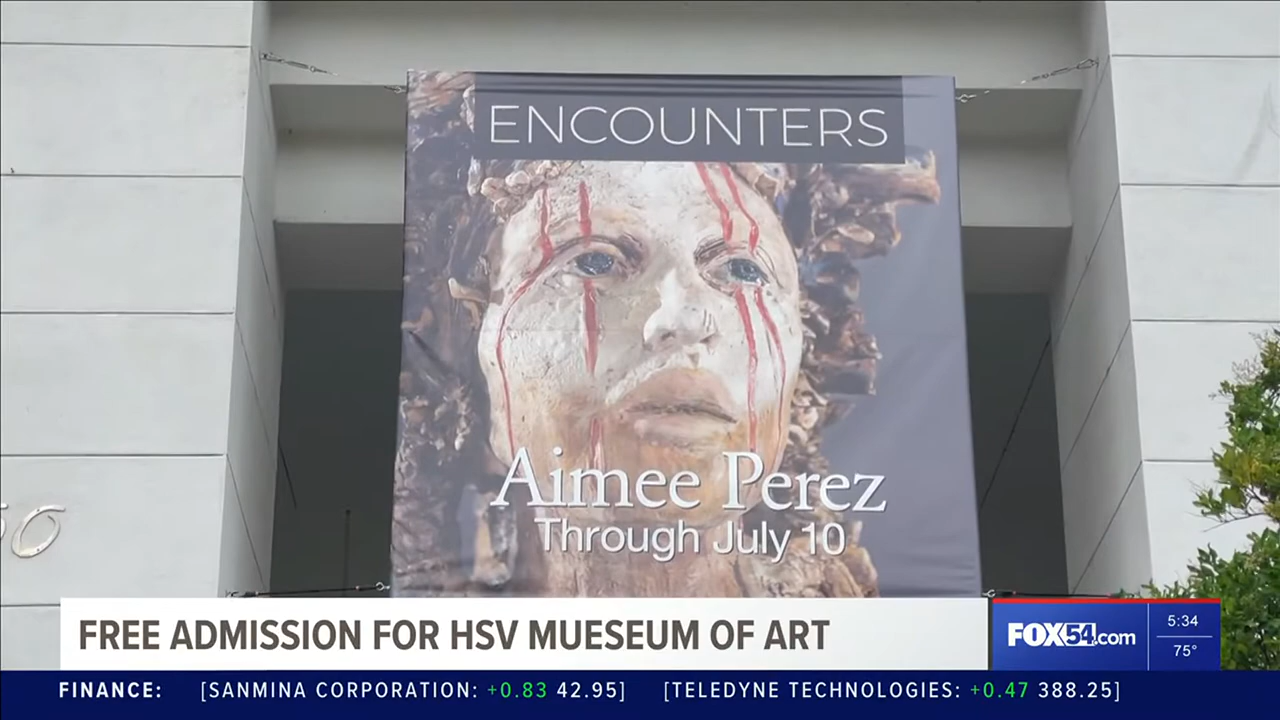 ENCOUNTERS
Aimee Perez
Through July 10
50
FREE ADMISSION FOR HSV MUESEUM OF ART
FOX54.com
5:34
75°
FINANCE: [SANMINA CORPORATION: +0.83 42.95] [TELEDYNE TECHNOLOGIES: +0.47 388.25]